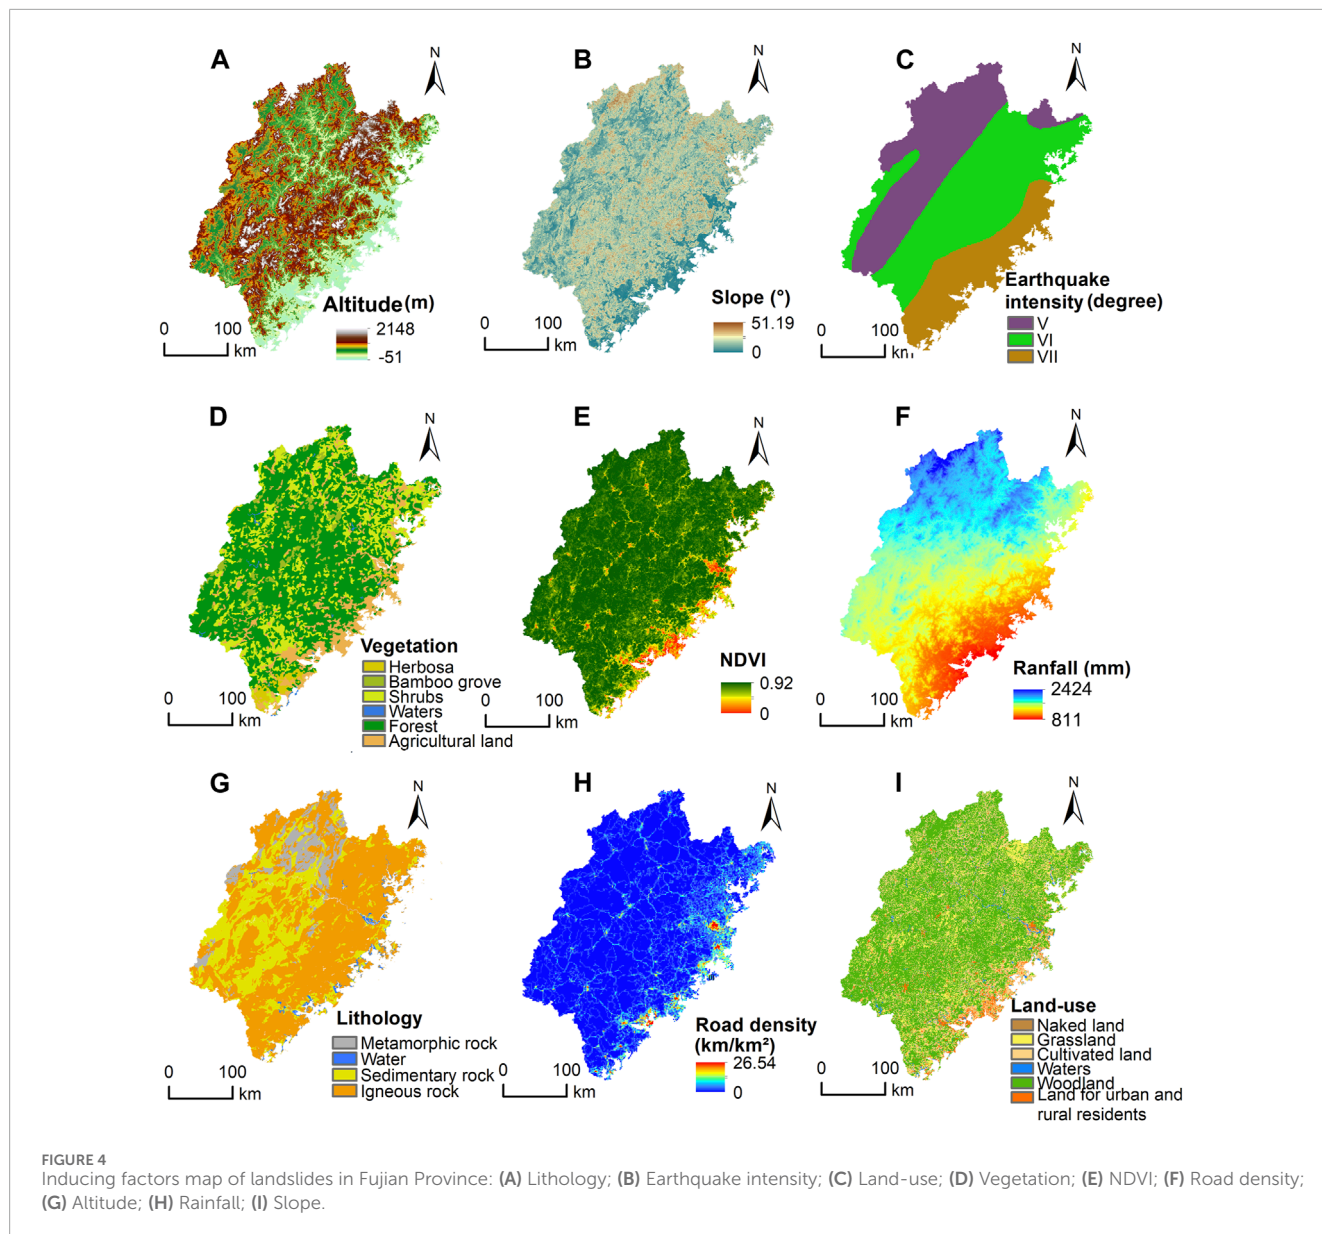 A
N
Altitude (m)
2148
-51
0 100
km
B
N
Slope (°)
51.19
0
0 100
km
C
N
Earthquake
intensity (degree)
V
VI
VII
0 100
km
D
N
Vegetation
Herbosa
Bamboo grove
Shrubs
Waters
Forest
Agricultural land
0 100
km
E
N
NDVI
0.92
0
0 100
km
F
N
Ranfall (mm)
2424
811
0 100
km
G
N
Lithology
Metamorphic rock
Water
Sedimentary rock
Igneous rock
0 100
km
H
N
Road density
(km/km²)
26.54
0
0 100
km
I
N
Land-use
Naked land
Grassland
Cultivated land
Waters
Woodland
Land for urban and
rural residents
0 100
km
FIGURE 4
Inducing factors map of landslides in Fujian Province: (A) Lithology; (B) Earthquake intensity; (C) Land-use; (D) Vegetation; (E) NDVI; (F) Road density;
(G) Altitude; (H) Rainfall; (I) Slope.